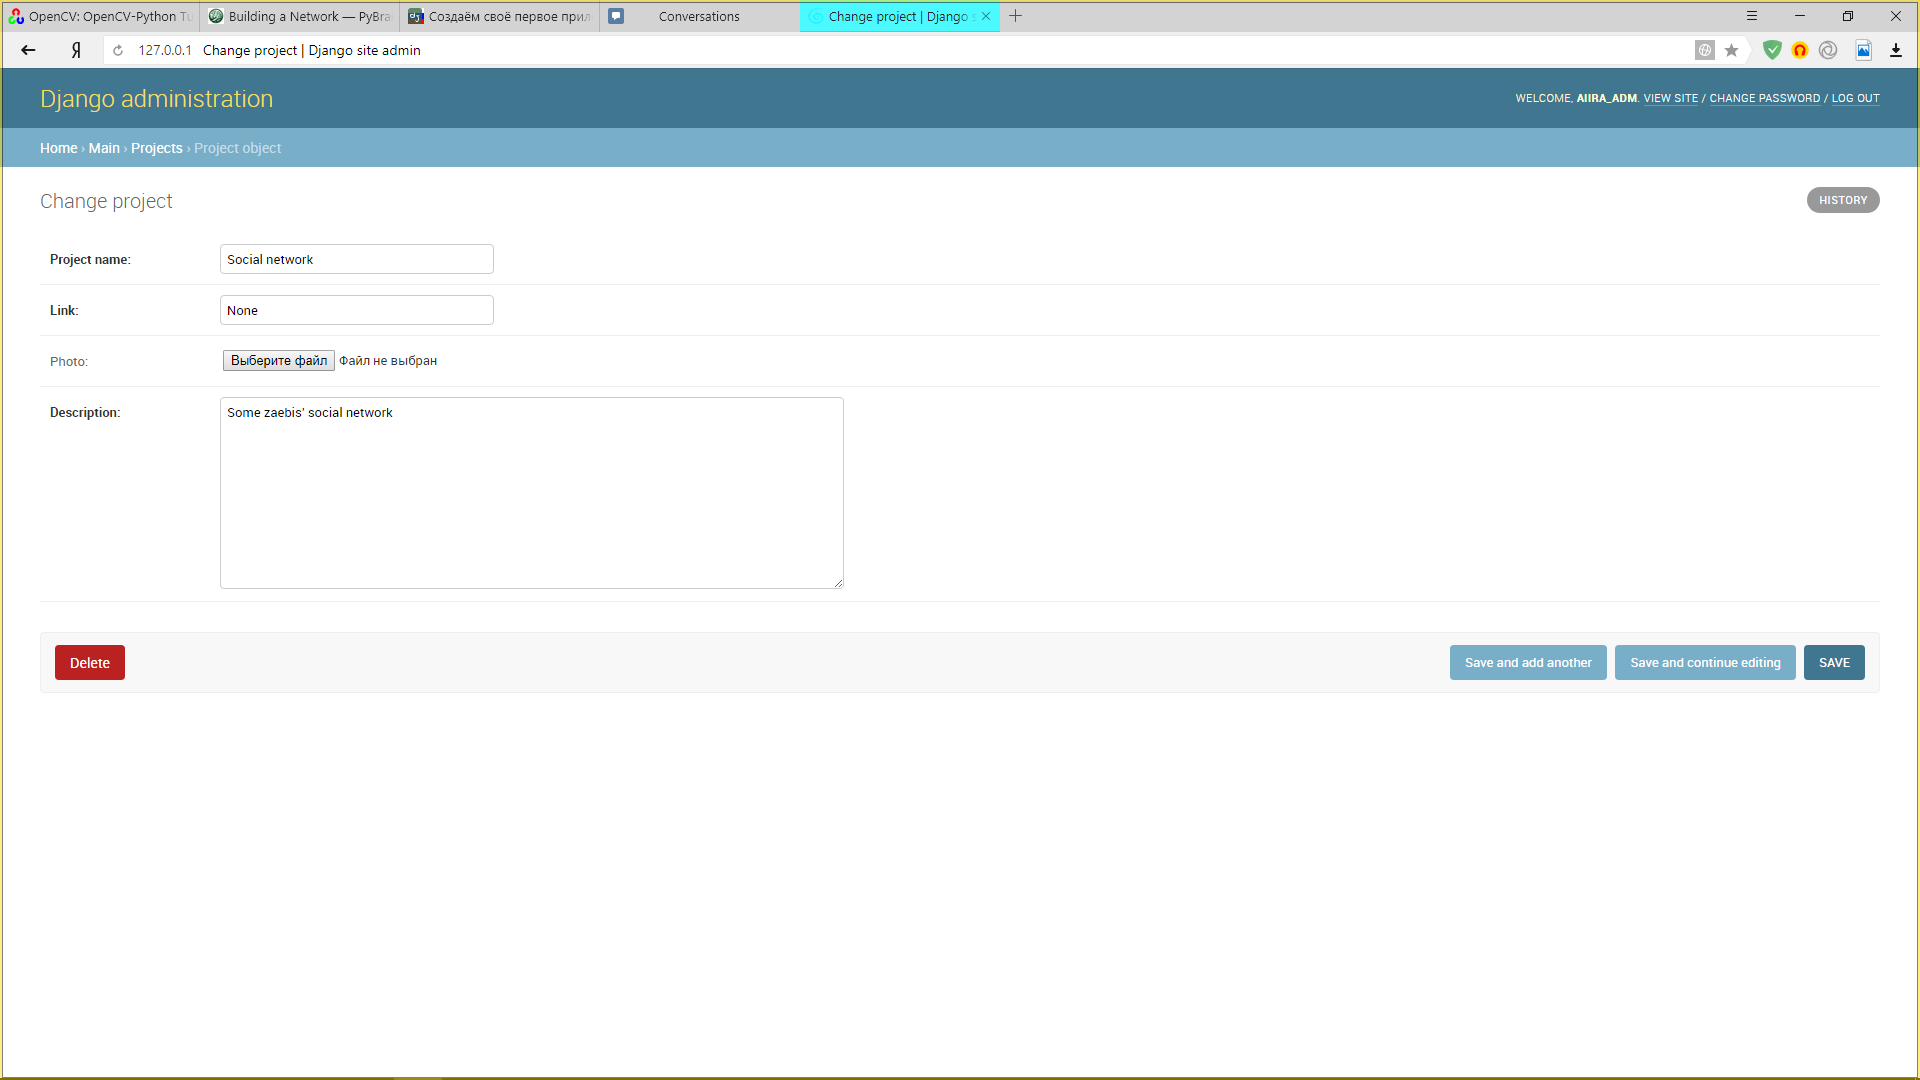 OpenCV: OpenCV-Python Tu
Building a Network — PyBra
Создаём своё первое прил
Conversations
Change project | Django s
Я
127.0.0.1 Change project | Django site admin
Django administration
WELCOME, AIIRA_ADM. VIEW SITE / CHANGE PASSWORD / LOG OUT
Home › Main › Projects › Project object
Change project
HISTORY
Project name: Social network
Link: None
Photo: Выберите файл Файл не выбран
Description: Some zaebis' social network
Delete
Save and add another
Save and continue editing
SAVE